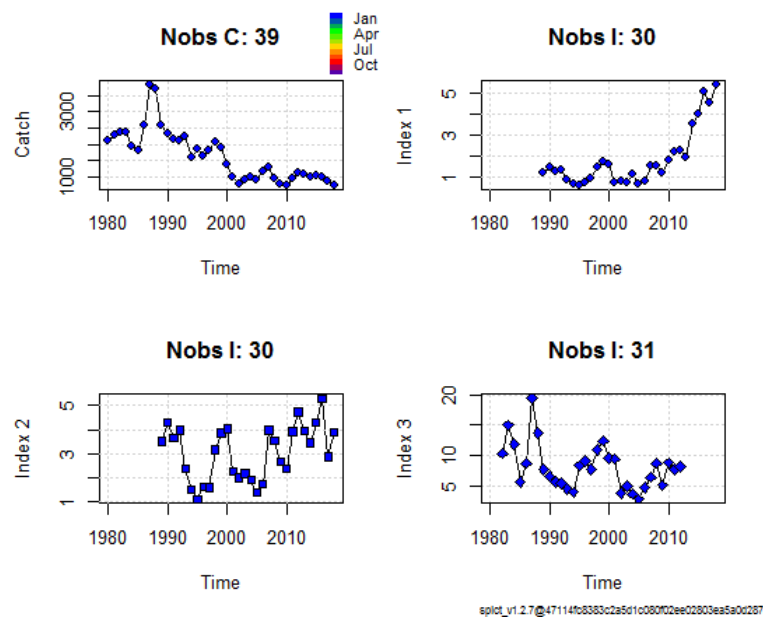 Nobs C: 39
Jan
Apr
Jul
Oct
Catch
1000
3000
1980
1990
2000
2010
Time
Nobs I: 30
Index 1
1
3
5
1980
1990
2000
2010
Time
Nobs I: 30
Index 2
1
3
5
1980
1990
2000
2010
Time
Nobs I: 31
Index 3
5
10
20
1980
1990
2000
2010
Time
spict_v1.2.7@47114fc8383c2a5d1c080f02ee02803ea5a0d287